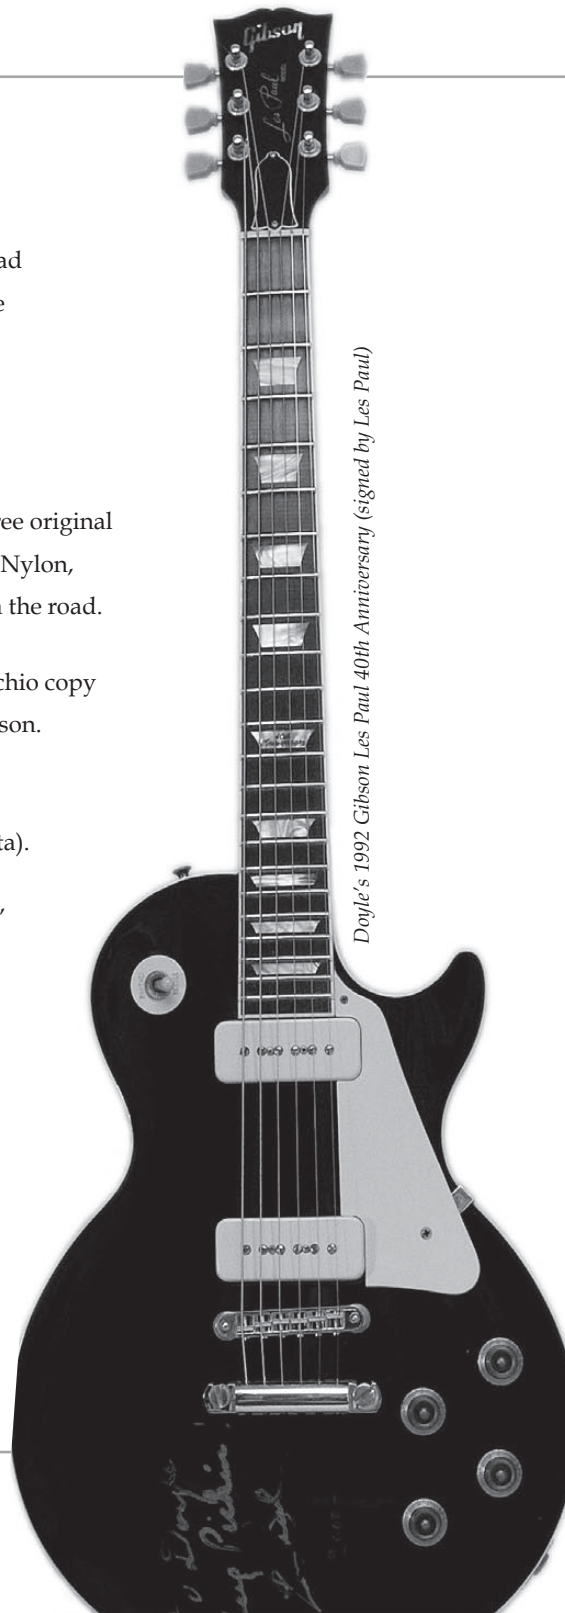 Gibson
Les Paul
MODEL
ad
e
ree original
Nylon,
n the road.
chio copy
son.
ta).
,
Doyle's 1992 Gibson Les Paul 40th Anniversary (signed by Les Paul)